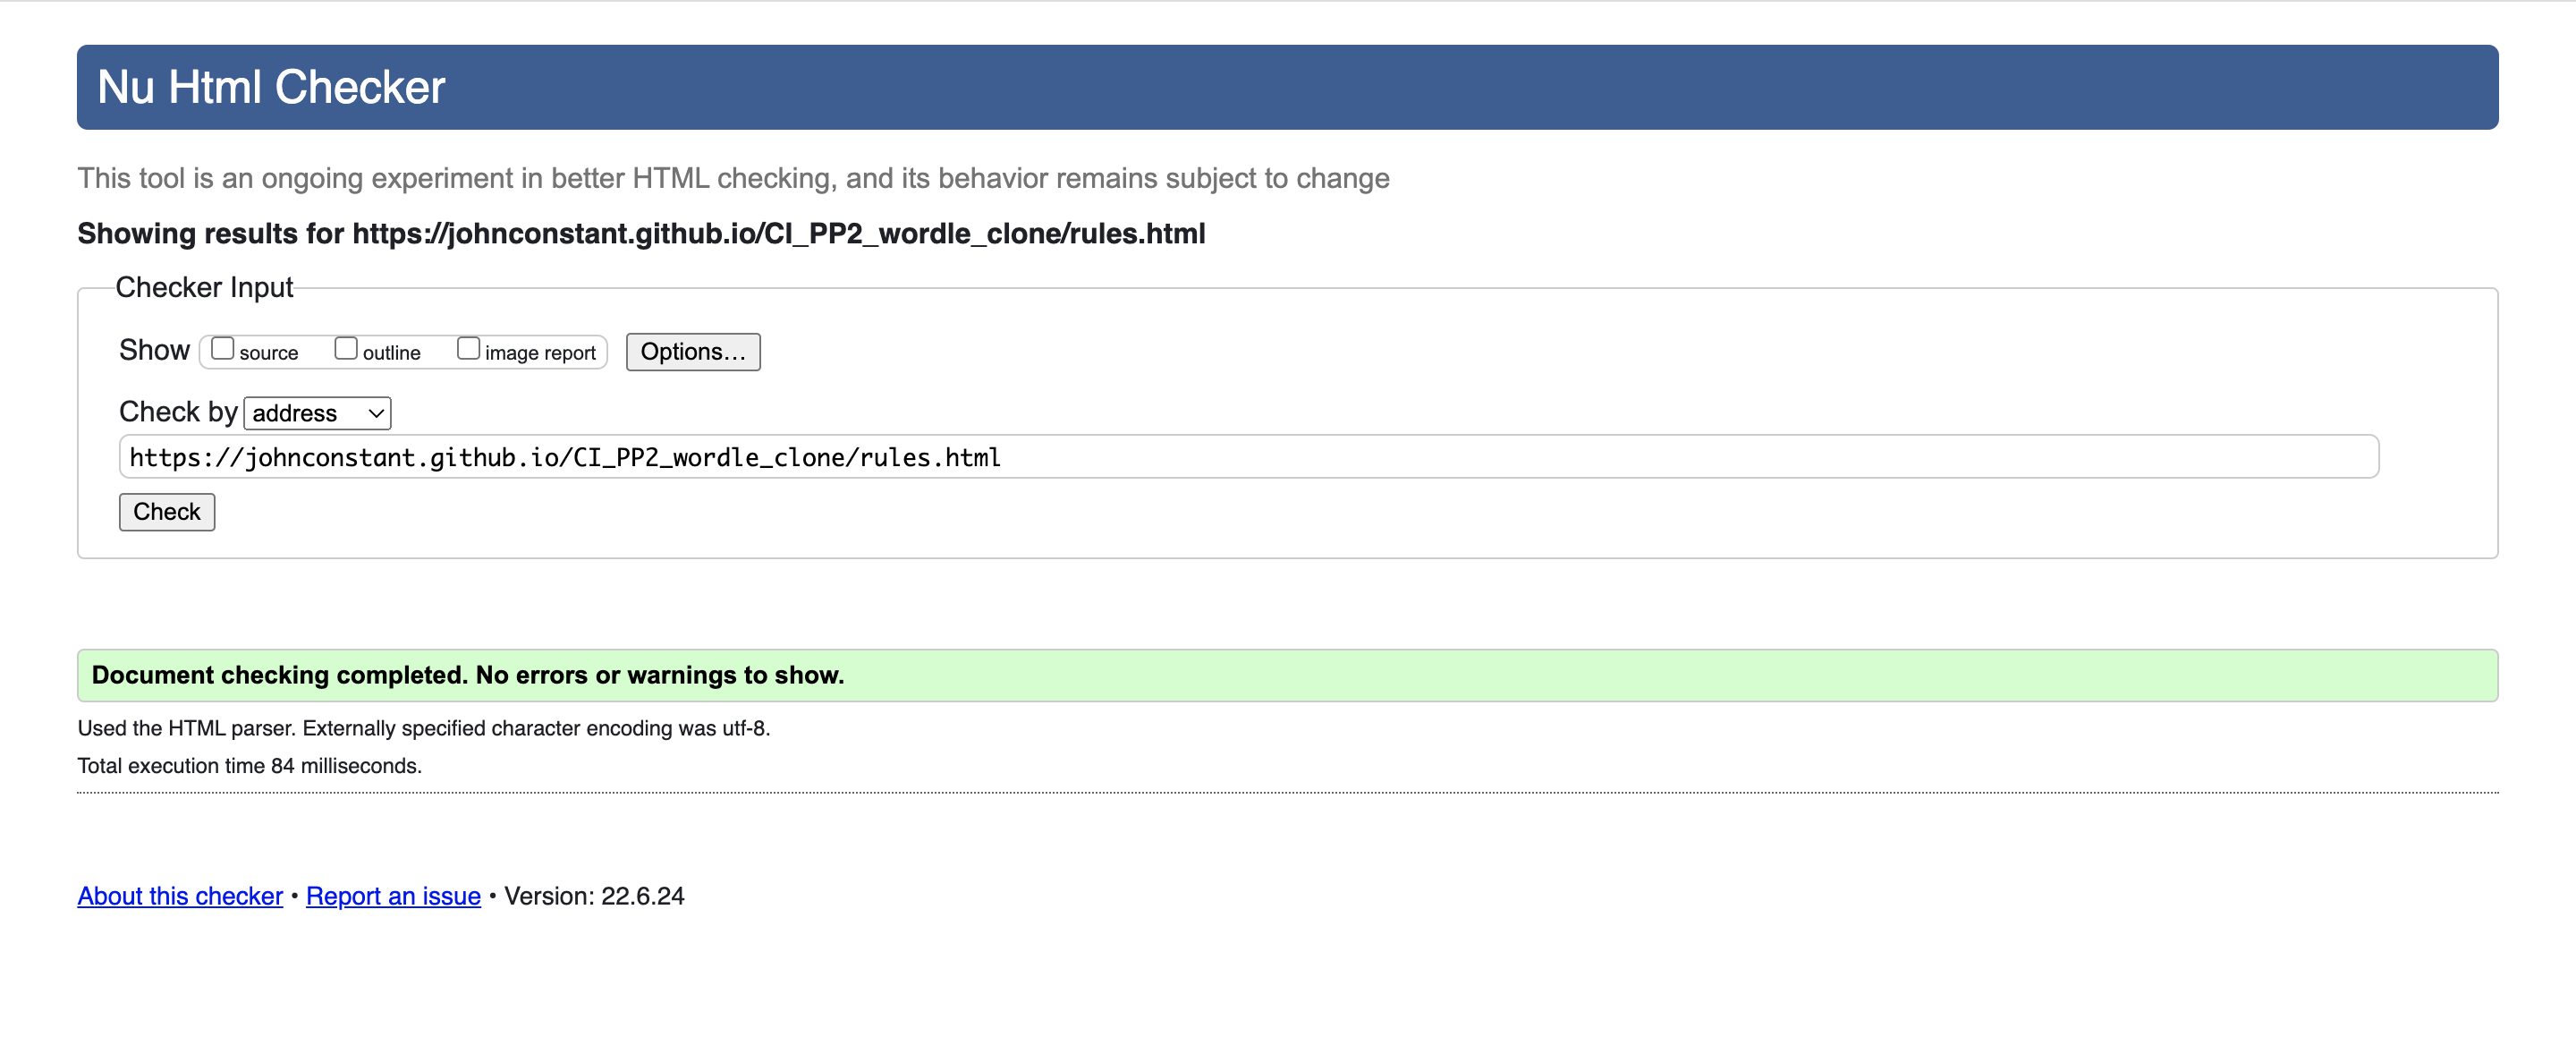 Nu Html Checker
This tool is an ongoing experiment in better HTML checking, and its behavior remains subject to change
Showing results for https://johnconstant.github.io/CI_PP2_wordle_clone/rules.html
Checker Input
Show source outline image report Options...
Check by address
https://johnconstant.github.io/CI_PP2_wordle_clone/rules.html
Check
Document checking completed. No errors or warnings to show.
Used the HTML parser. Externally specified character encoding was utf-8.
Total execution time 84 milliseconds.
About this checker • Report an issue • Version: 22.6.24